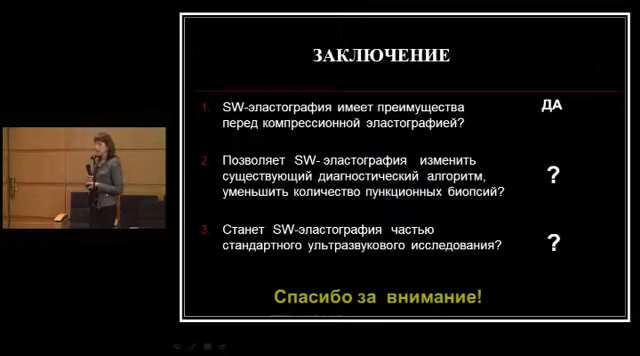 ЗАКЛЮЧЕНИЕ
1. SW-эластография имеет преимущества
перед компрессионной эластографией?
ДА
2. Позволяет SW- эластография изменить
существующий диагностический алгоритм,
уменьшить количество пункционных биопсий?
?
3. Станет SW-эластография частью
стандартного ультразвукового исследования?
?
Спасибо за внимание!